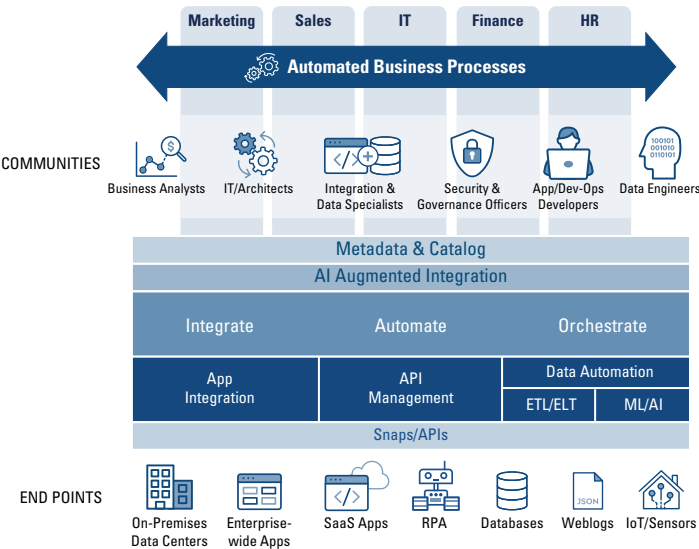 Marketing Sales IT Finance HR
Automated Business Processes
COMMUNITIES
$
</>
100101
001010
0110101
Business Analysts
IT/Architects
Integration &
Data Specialists
Security &
Governance Officers
App/Dev-Ops
Developers
Data Engineers
Metadata & Catalog
AI Augmented Integration
Integrate Automate Orchestrate
App
Integration
API
Management
Data Automation
ETL/ELT ML/AI
Snaps/APIs
END POINTS
</>
JSON
On-Premises
Data Centers
Enterprise-
wide Apps
SaaS Apps
RPA
Databases
Weblogs
IoT/Sensors